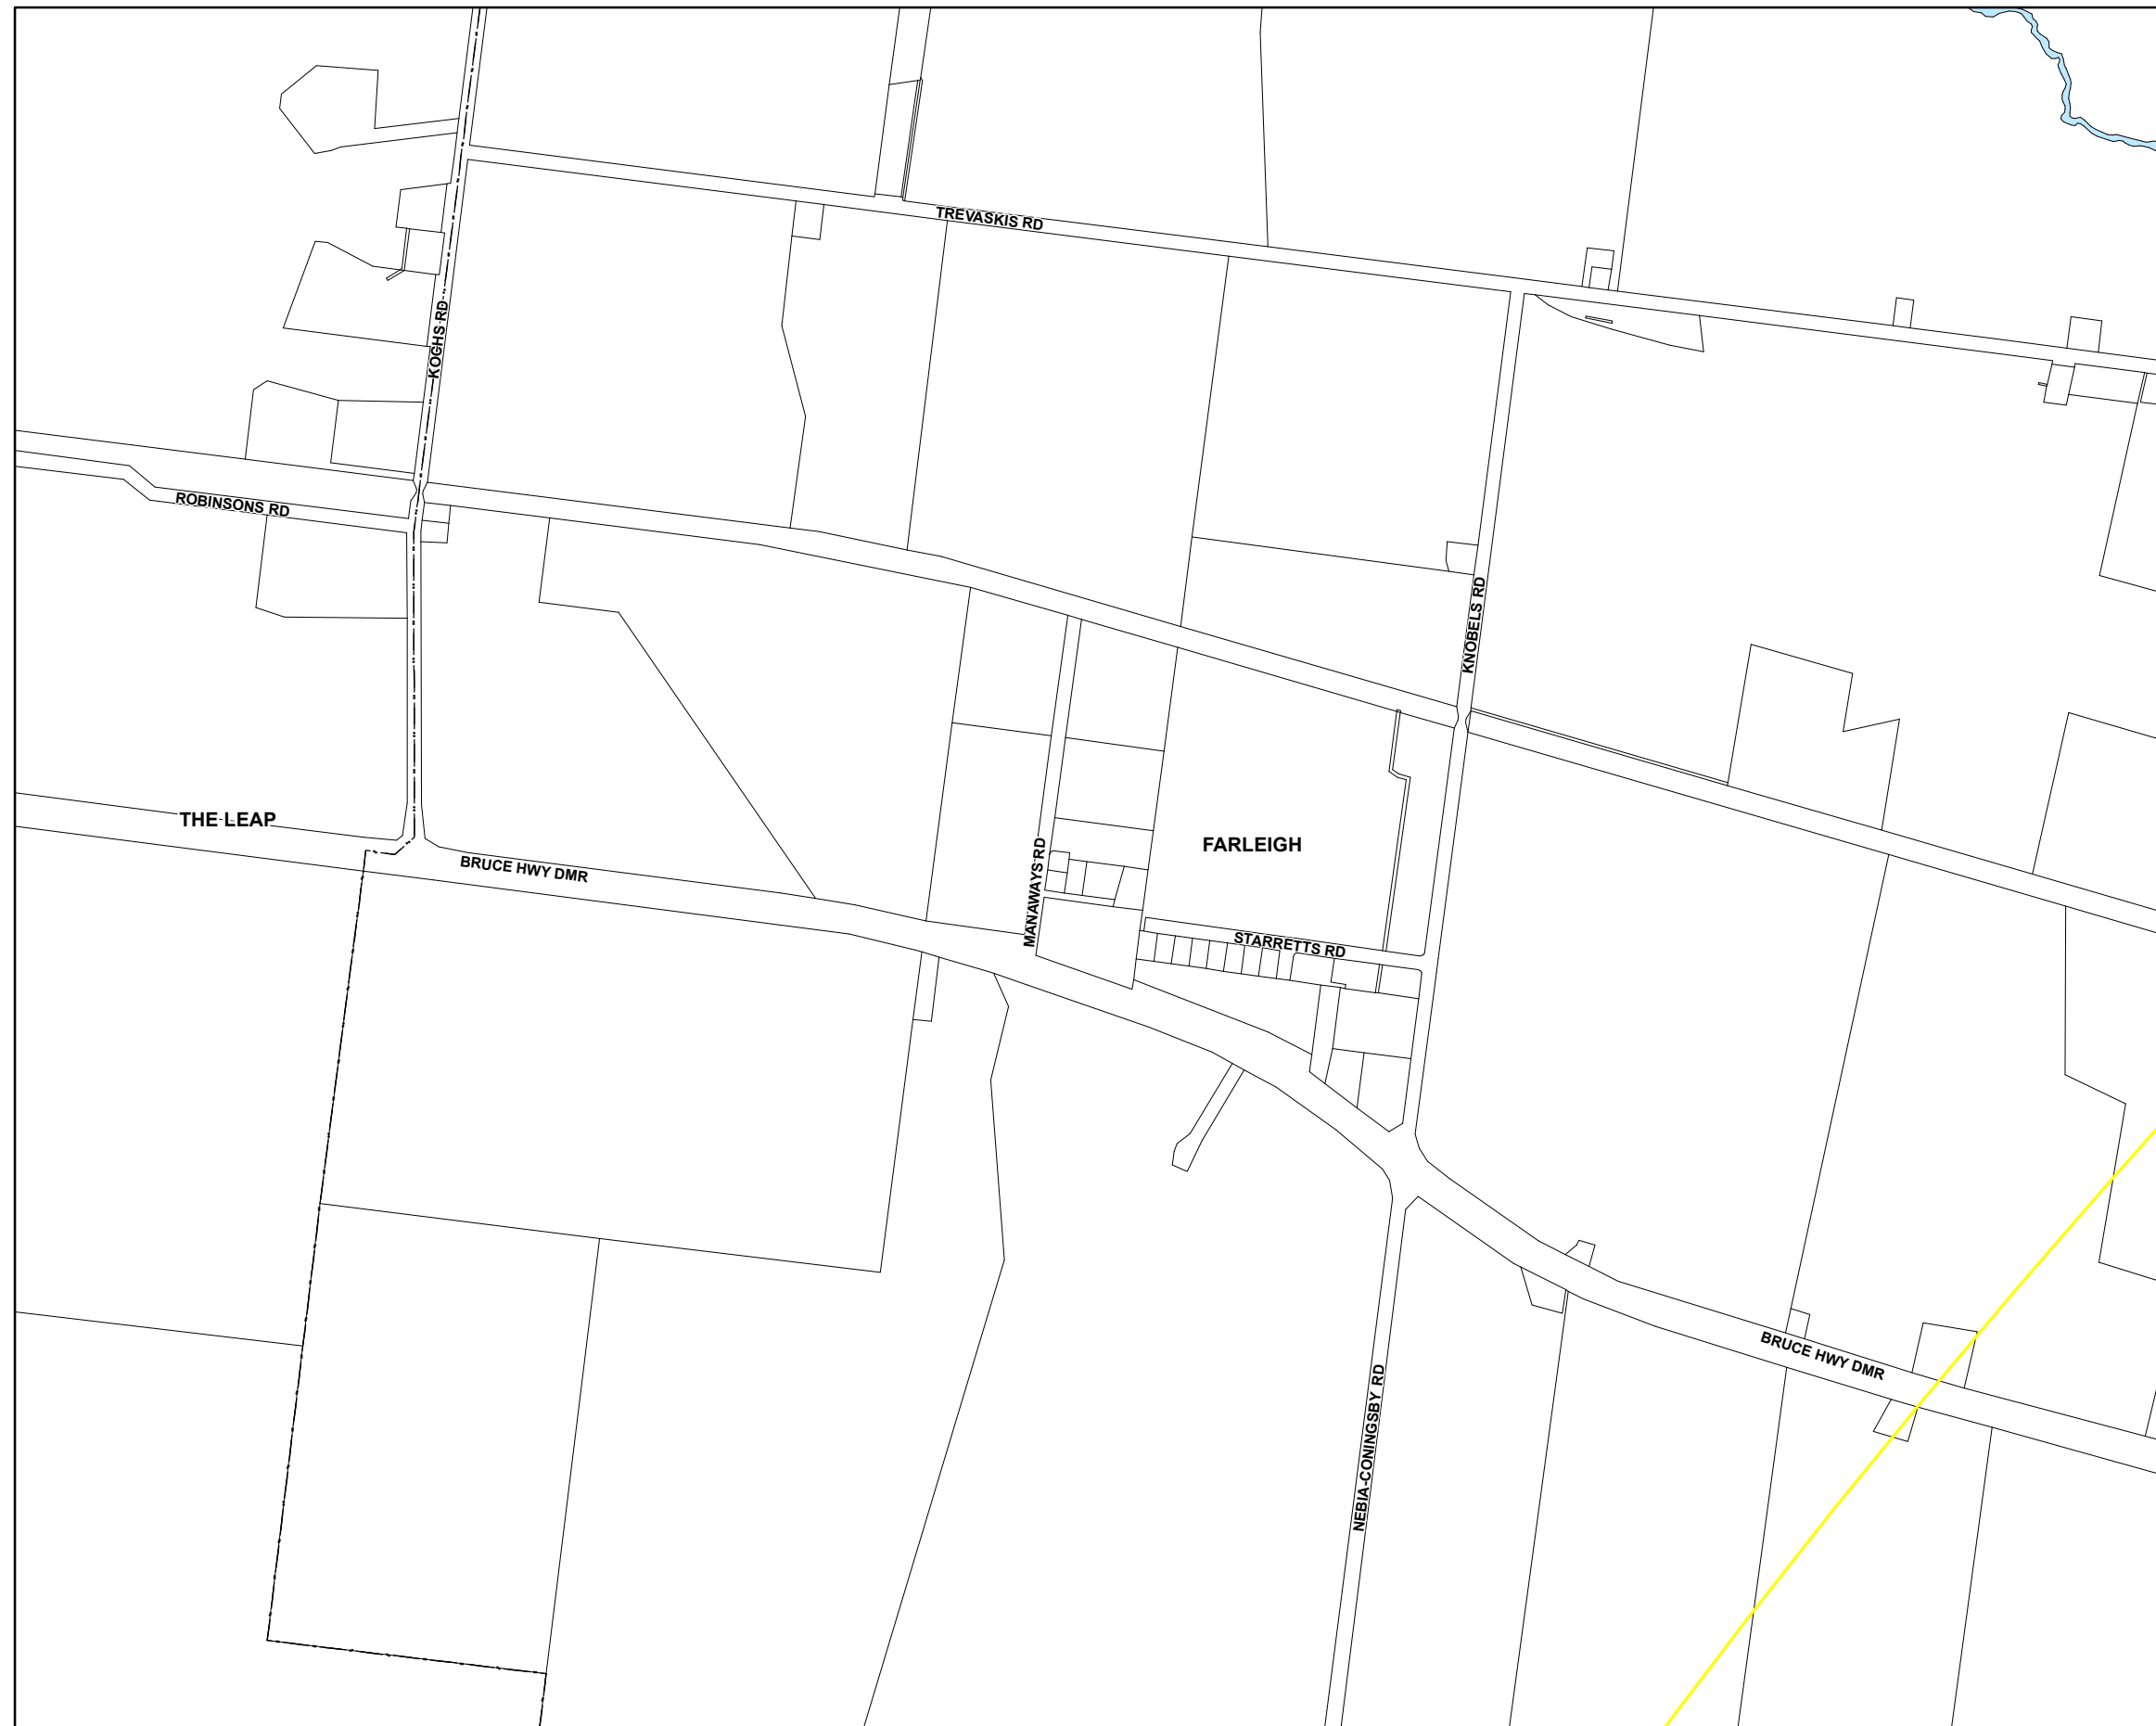 TREVASKIS RD
KOGHS RD
ROBINSONS RD
KNOBELS RD
THE LEAP
FARLEIGH
BRUCE HWY DMR
MANAWAYS RD
STARRETTS RD
BRUCE HWY DMR
NEBIA-CONINGSBY RD